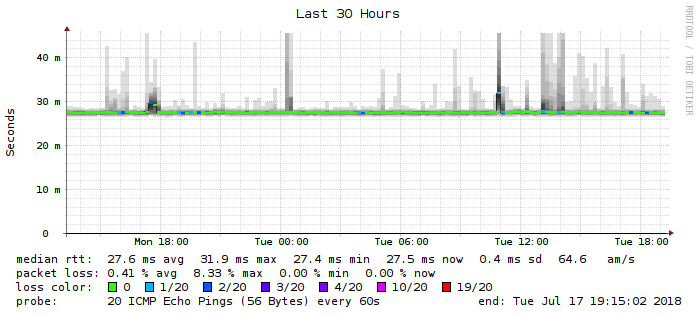 Last 30 Hours
RRDTOOL / TOBI OETIKER
Seconds
40 m
30 m
20 m
10 m
0
Mon 18:00 Tue 00:00 Tue 06:00 Tue 12:00 Tue 18:00
median rtt: 27.6 ms avg 31.9 ms max 27.4 ms min 27.5 ms now 0.4 ms sd 64.6 am/s
packet loss: 0.41 % avg 8.33 % max 0.00 % min 0.00 % now
loss color: 0 1/20 2/20 3/20 4/20 10/20 19/20
probe: 20 ICMP Echo Pings (56 Bytes) every 60s end: Tue Jul 17 19:15:02 2018